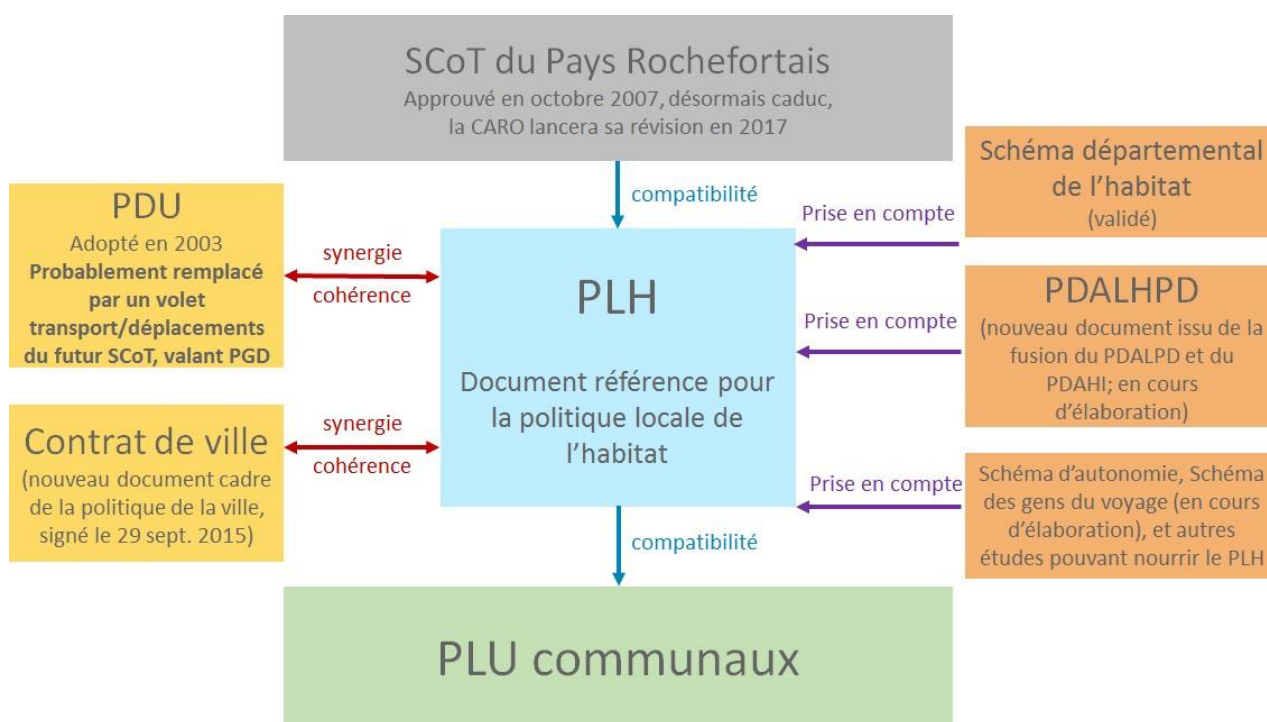 SCoT du Pays Rochefortais
Approuvé en octobre 2007, désormais caduc,
la CARO lancera sa révision en 2017
compatibilité
PDU
Adopté en 2003
Probablement remplacé
par un volet
transport/déplacements
du futur SCoT, valant PGD
synergie
cohérence
Contrat de ville
(nouveau document cadre
de la politique de la ville,
signé le 29 sept. 2015)
synergie
cohérence
PLH
Document référence pour
la politique locale de
l’habitat
Prise en compte
Schéma départemental
de l’habitat
(validé)
Prise en compte
PDALHPD
(nouveau document issu de la
fusion du PDALPD et du
PDAHI; en cours
d’élaboration)
Prise en compte
Schéma d’autonomie, Schéma
des gens du voyage (en cours
d’élaboration), et autres
études pouvant nourrir le PLH
compatibilité
PLU communaux